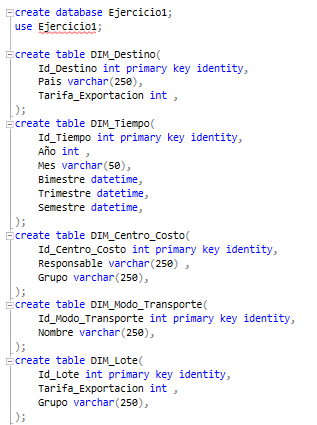 create database Ejercicio1;
use Ejercicio1;
create table DIM_Destino(
Id_Destino int primary key identity,
Pais varchar(250),
Tarifa_Exportacion int ,
);
create table DIM_Tiempo(
Id_Tiempo int primary key identity,
Año int ,
Mes varchar(50),
Bimestre datetime,
Trimestre datetime,
Semestre datetime,
);
create table DIM_Centro_Costo(
Id_Centro_Costo int primary key identity,
Responsable varchar(250) ,
Grupo varchar(250),
);
create table DIM_Modo_Transporte(
Id_Modo_Transporte int primary key identity,
Nombre varchar(250),
);
create table DIM_Lote(
Id_Lote int primary key identity,
Tarifa_Exportacion int ,
Grupo varchar(250),
);